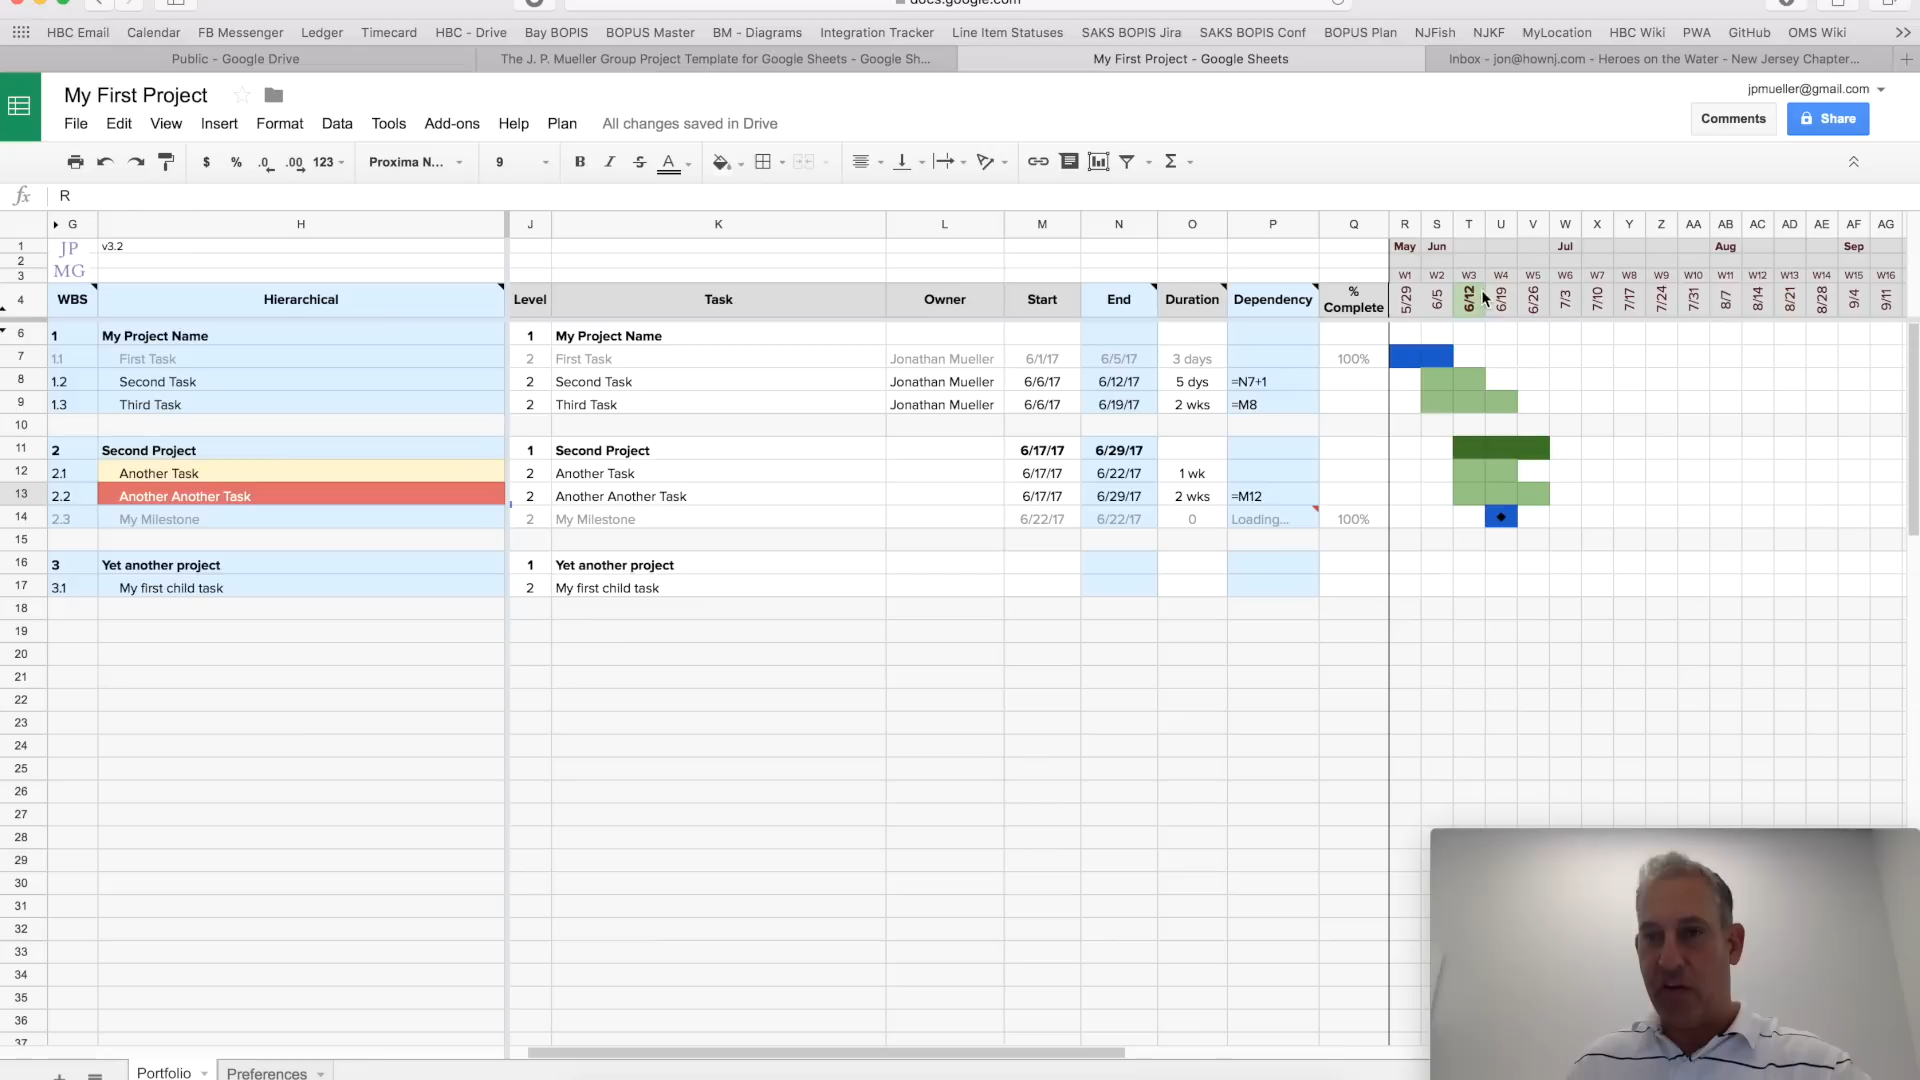 docs.google.com
HBC Email Calendar FB Messenger Ledger Timecard HBC - Drive Bay BOPIS BOPUS Master BM - Diagrams Integration Tracker Line Item Statuses SAKS BOPIS Jira SAKS BOPIS Conf BOPUS Plan NJFish NJKF MyLocation HBC Wiki PWA GitHub OMS Wiki
Public - Google Drive The J. P. Mueller Group Project Template for Google Sheets - Google Sh... My First Project - Google Sheets Inbox - jon@hownj.com - Heroes on the Water - New Jersey Chapter...
My First Project jpmueller@gmail.com
File Edit View Insert Format Data Tools Add-ons Help Plan All changes saved in Drive Comments Share
$ % .0 .00 123 Proxima N... 9 B I S A Σ
fx R
G H J K L M N O P Q R S T U V W X Y Z AA AB AC AD AE AF AG
1 JP v3.2 May Jun Jul Aug Sep
2
3 MG W1 W2 W3 W4 W5 W6 W7 W8 W9 W10 W11 W12 W13 W14 W15 W16
4 WBS Hierarchical Level Task Owner Start End Duration Dependency % Complete 5/29 6/5 6/12 6/19 6/26 7/3 7/10 7/17 7/24 7/31 8/7 8/14 8/21 8/28 9/4 9/11
6 1 My Project Name 1 My Project Name
7 1.1 First Task 2 First Task Jonathan Mueller 6/1/17 6/5/17 3 days 100%
8 1.2 Second Task 2 Second Task Jonathan Mueller 6/6/17 6/12/17 5 dys =N7+1
9 1.3 Third Task 2 Third Task Jonathan Mueller 6/6/17 6/19/17 2 wks =M8
10
11 2 Second Project 1 Second Project 6/17/17 6/29/17
12 2.1 Another Task 2 Another Task 6/17/17 6/22/17 1 wk
13 2.2 Another Another Task 2 Another Another Task 6/17/17 6/29/17 2 wks =M12
14 2.3 My Milestone 2 My Milestone 6/22/17 6/22/17 0 Loading... 100%
15
16 3 Yet another project 1 Yet another project
17 3.1 My first child task 2 My first child task
18
19
20
21
22
23
24
25
26
27
28
29
30
31
32
33
34
35
36
37
Portfolio Preferences